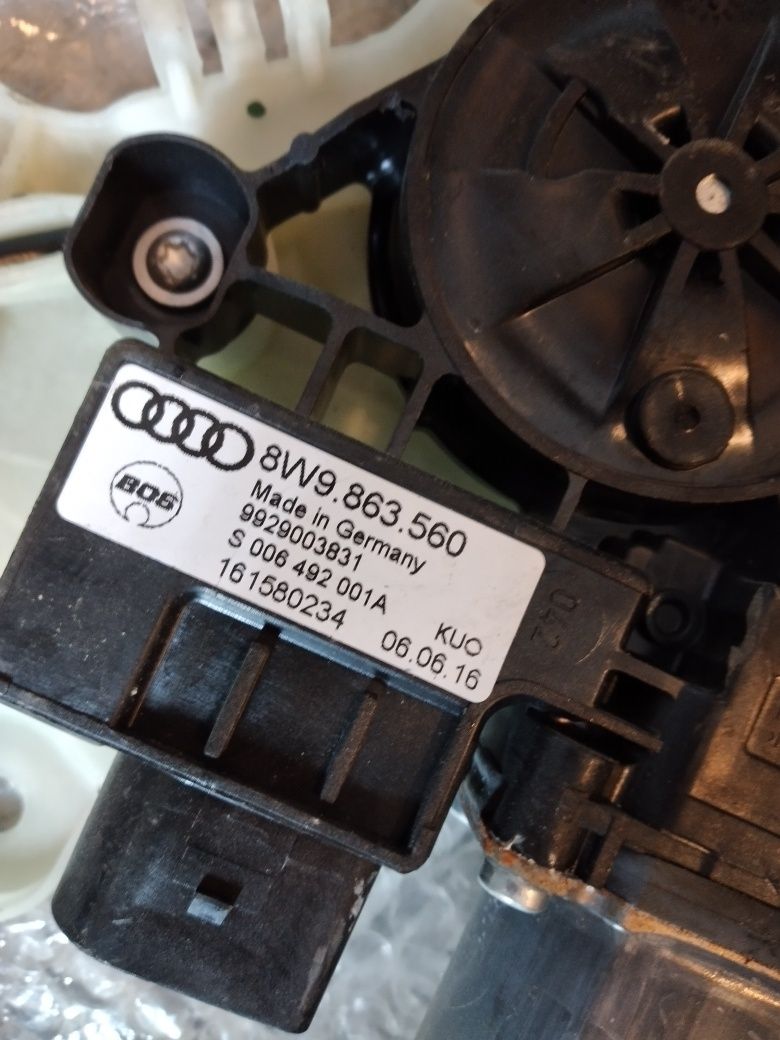 8W9.863.560
BOS
Made in Germany
9929003831
S 006 492 001A
161580234
KUO
06.06.16
042